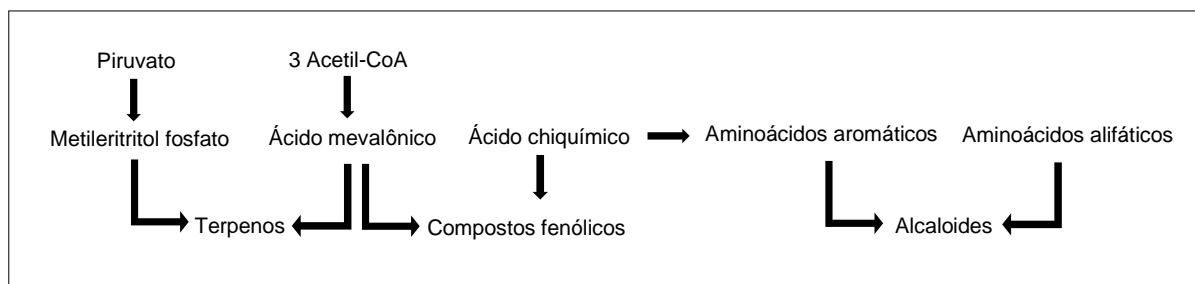 Piruvato 3 Acetil-CoA
Metileritritol fosfato Ácido mevalônico Ácido chiquímico Aminoácidos aromáticos Aminoácidos alifáticos
Terpenos Compostos fenólicos Alcaloides